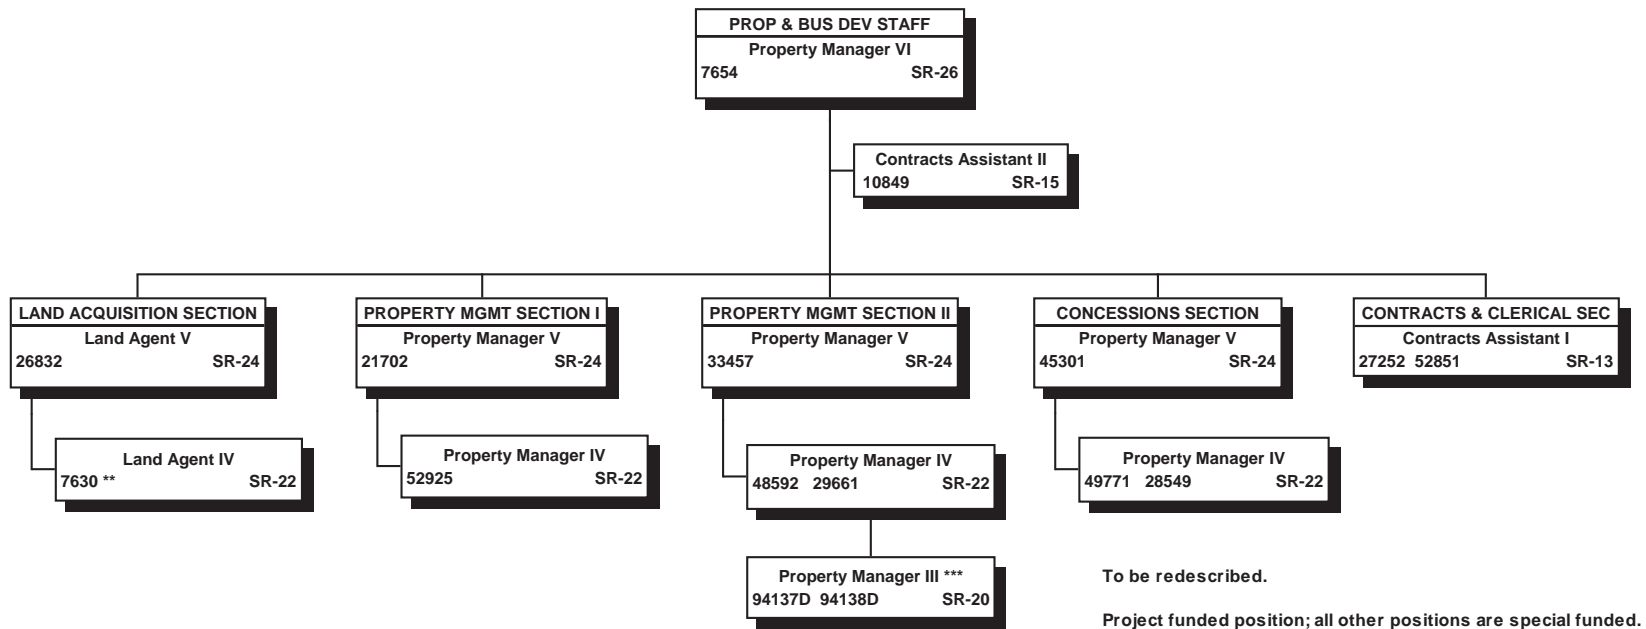 PROP & BUS DEV STAFF
Property Manager VI
7654 SR-26
Contracts Assistant II
10849 SR-15
LAND ACQUISITION SECTION
Land Agent V
26832 SR-24
PROPERTY MGMT SECTION I
Property Manager V
21702 SR-24
PROPERTY MGMT SECTION II
Property Manager V
33457 SR-24
CONCESSIONS SECTION
Property Manager V
45301 SR-24
CONTRACTS & CLERICAL SEC
Contracts Assistant I
27252 52851 SR-13
Land Agent IV
7630 ** SR-22
Property Manager IV
52925 SR-22
Property Manager IV
48592 29661 SR-22
Property Manager IV
49771 28549 SR-22
Property Manager III ***
94137D 94138D SR-20
To be redescribed.
Project funded position; all other positions are special funded.